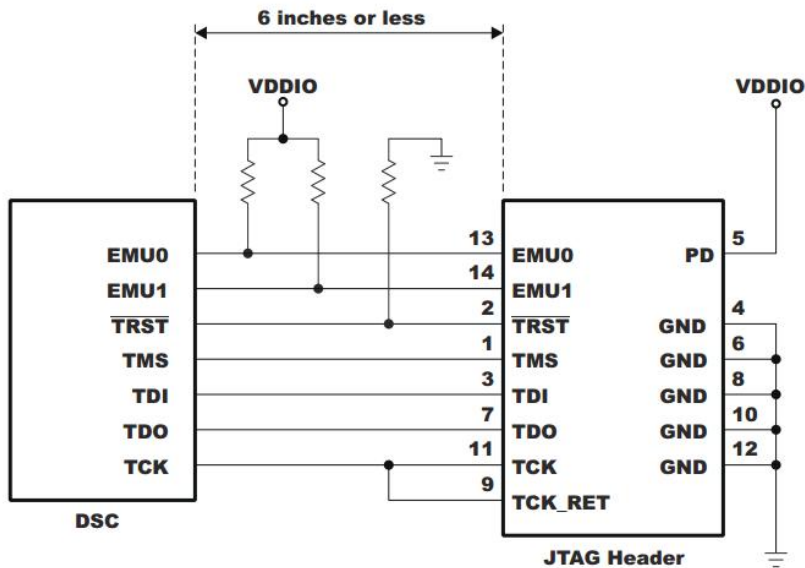 6 inches or less
VDDIO
VDDIO
13
5
EMU0
EMU0
PD
14
EMU1
EMU1
2
4
TRST
TRST
GND
1
6
TMS
TMS
GND
3
8
TDI
TDI
GND
7
10
TDO
TDO
GND
11
12
TCK
TCK
GND
9
TCK_RET
DSC
JTAG Header